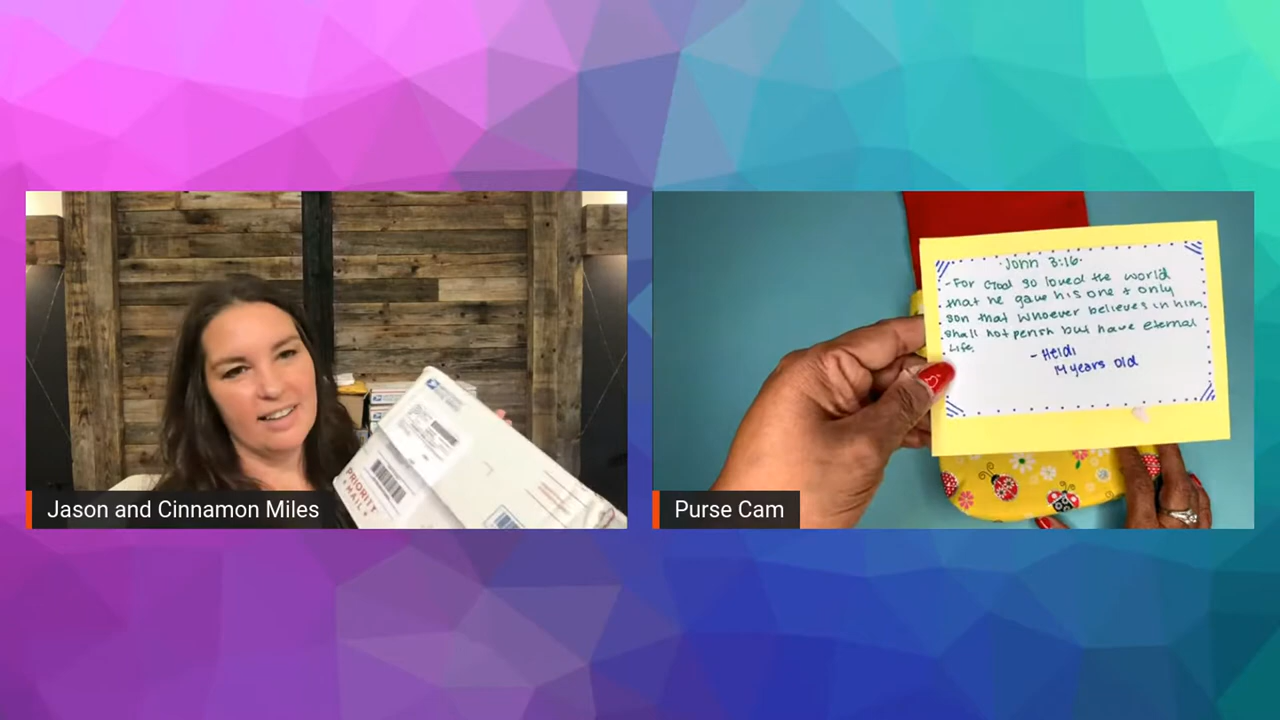 PRIORITY
MAIL
Jason and Cinnamon Miles
John 3:16
- For God so loved the world
that he gave his one + only
son that whoever believes in him
shall not perish but have eternal
life.
- Heidi
14 years old
Purse Cam